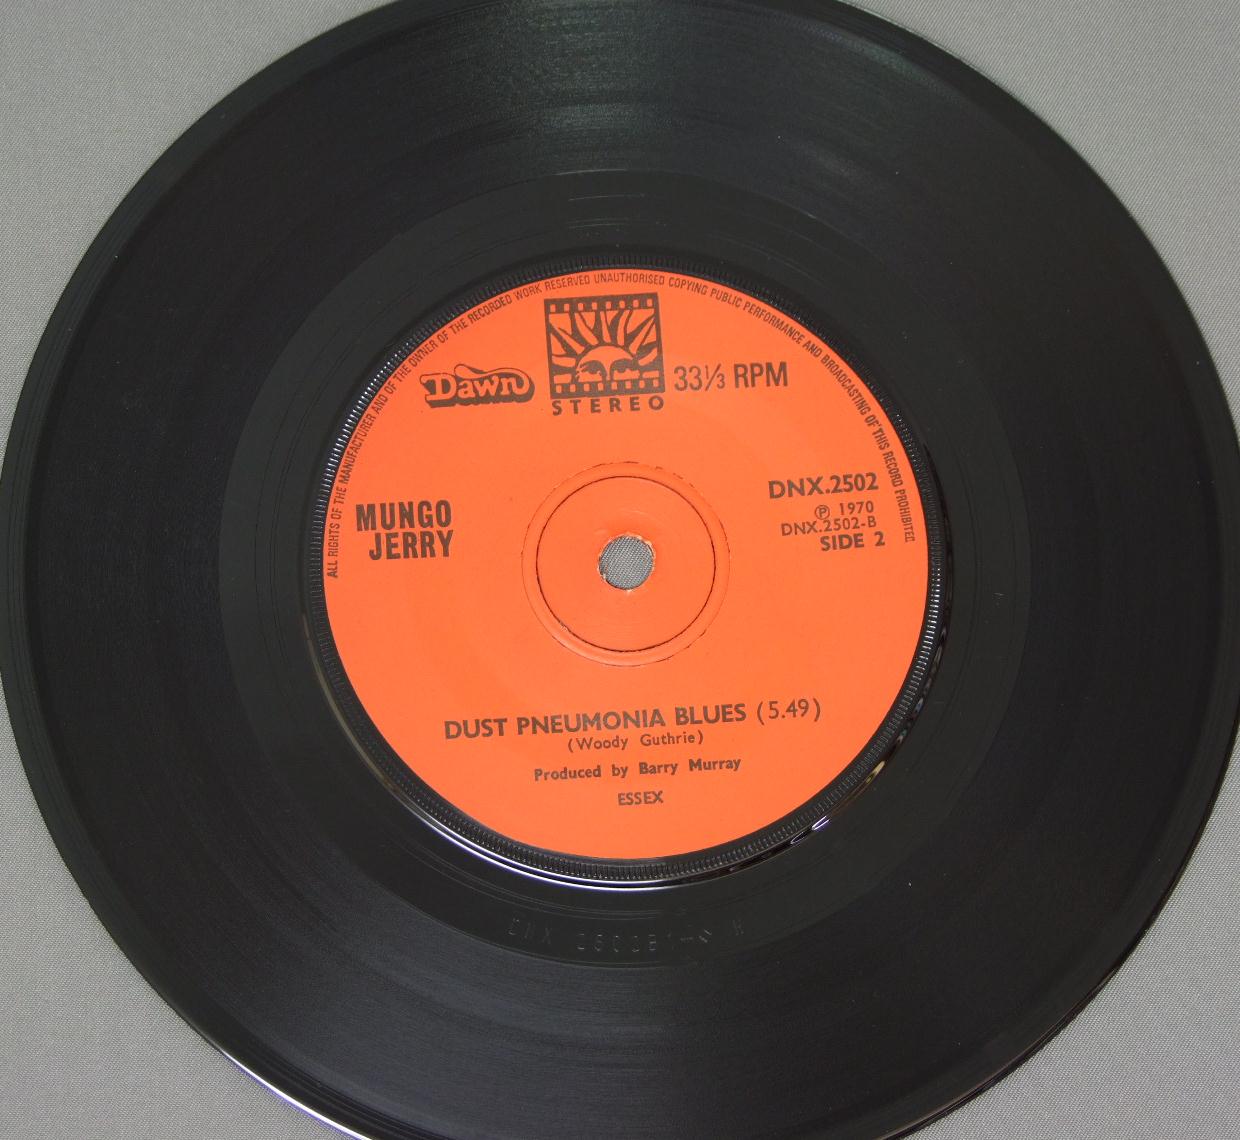 ALL RIGHTS OF THE MANUFACTURER AND OF THE OWNER OF THE RECORDED WORK RESERVED UNAUTHORISED COPYING PUBLIC PERFORMANCE AND BROADCASTING OF THIS RECORD PROHIBITED
Dawn
STEREO
33⅓ RPM
MUNGO
JERRY
DNX.2502
℗ 1970
DNX.2502-B
SIDE 2
DUST PNEUMONIA BLUES (5.49)
(Woody Guthrie)
Produced by Barry Murray
ESSEX